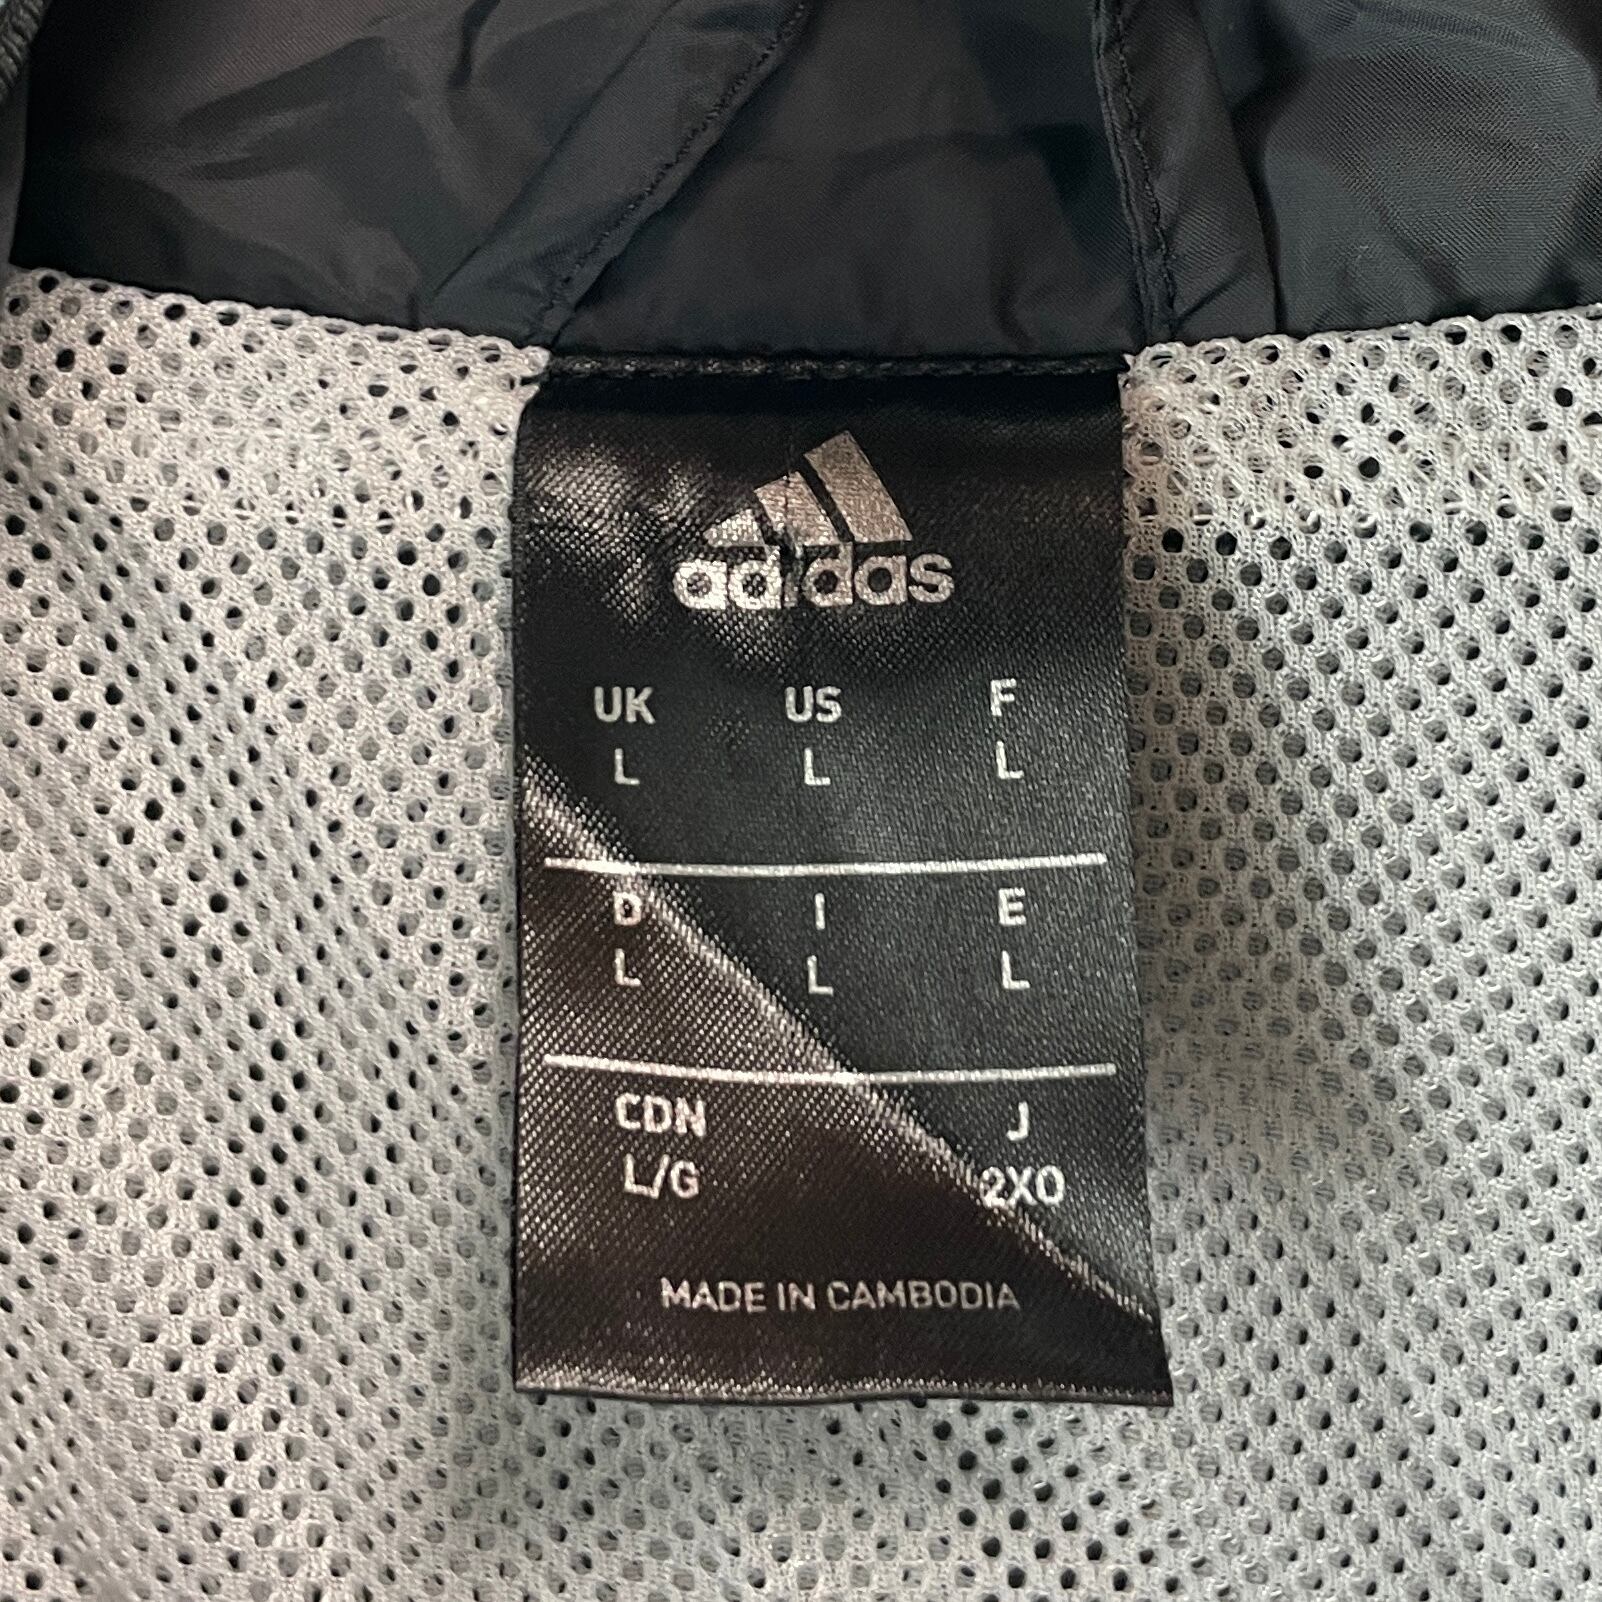 adidas
UK US F
L L L
D I E
L L L
CDN J
L/G 2XO
MADE IN CAMBODIA